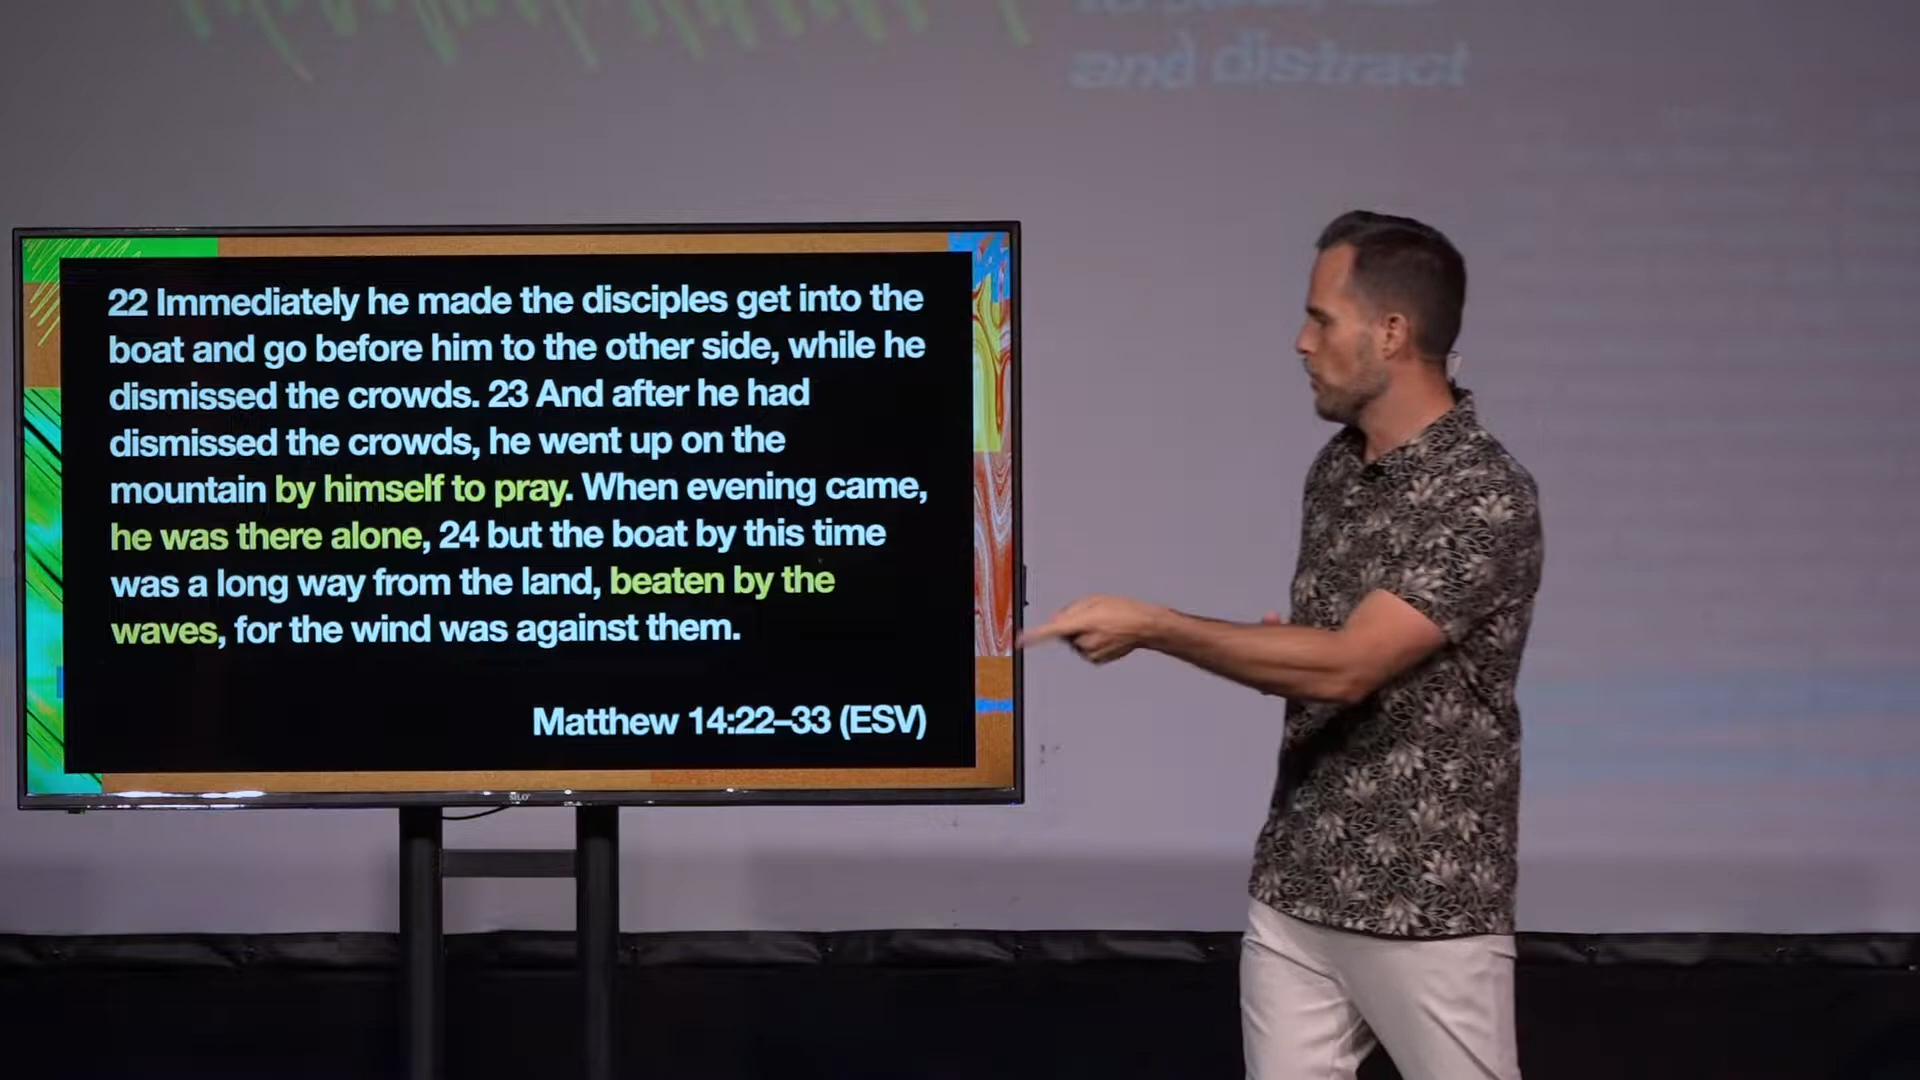 and distract
22 Immediately he made the disciples get into the
boat and go before him to the other side, while he
dismissed the crowds. 23 And after he had
dismissed the crowds, he went up on the
mountain by himself to pray. When evening came,
he was there alone, 24 but the boat by this time
was a long way from the land, beaten by the
waves, for the wind was against them.
Matthew 14:22–33 (ESV)